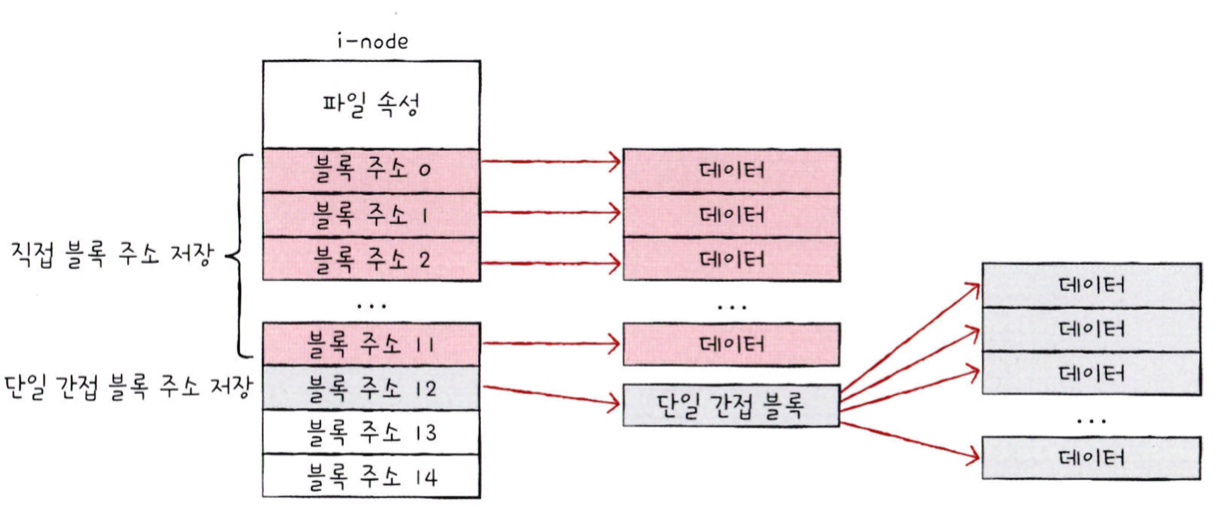 i-node
파일 속성
직접 블록 주소 저장
블록 주소 0
블록 주소 1
블록 주소 2
...
블록 주소 11
단일 간접 블록 주소 저장
블록 주소 12
블록 주소 13
블록 주소 14
데이터
데이터
데이터
...
데이터
단일 간접 블록
데이터
데이터
데이터
...
데이터